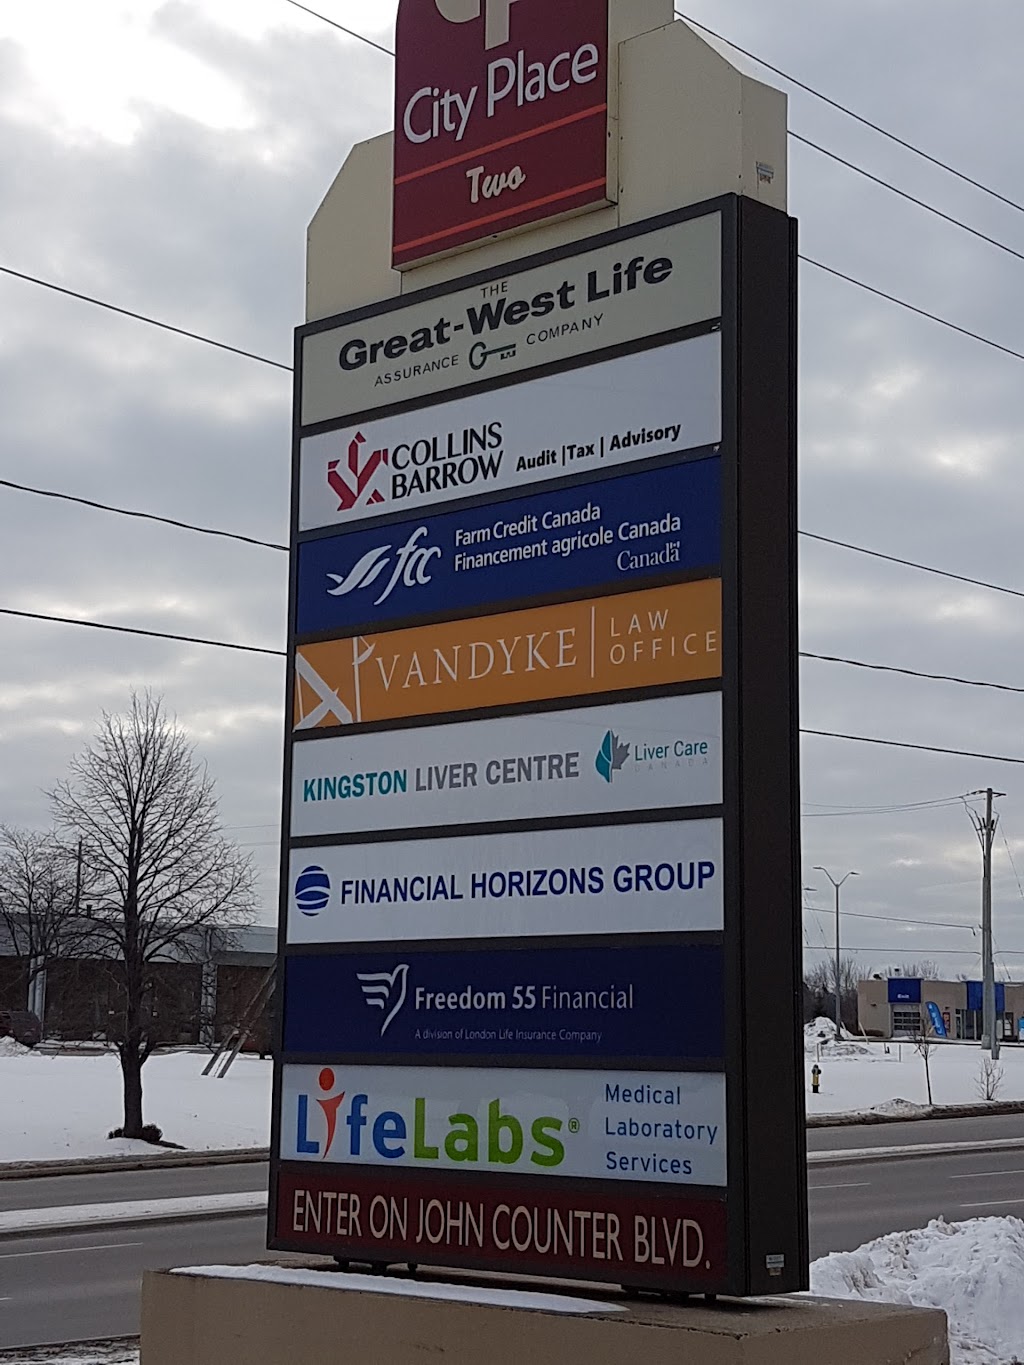 City Place
Two
THE
Great-West Life
ASSURANCE COMPANY
COLLINS
BARROW
Audit | Tax | Advisory
fcc
Farm Credit Canada
Financement agricole Canada
Canada
VANDYKE
LAW
OFFICE
KINGSTON LIVER CENTRE
Liver Care
CANADA
FINANCIAL HORIZONS GROUP
Freedom 55 Financial
A division of London Life Insurance Company
LifeLabs®
Medical
Laboratory
Services
ENTER ON JOHN COUNTER BLVD.